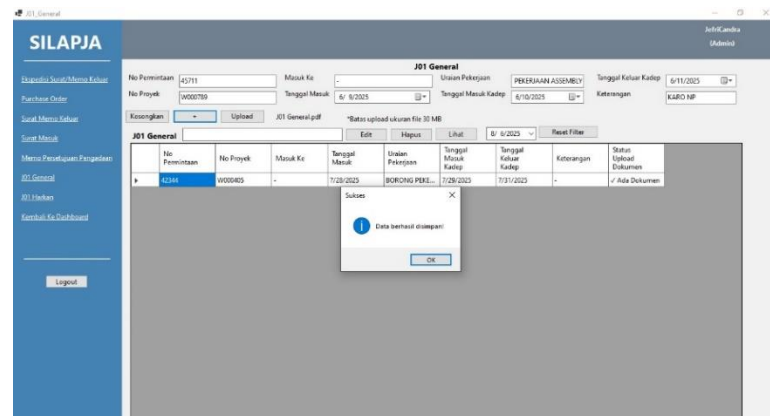 J01_General
SILAPJA
JefriCandra
(Admin)
Ekspedisi Surat/Memo Keluar
Purchase Order
Surat Memo Keluar
Surat Masuk
Memo Persetujuan Pengadaan
J01 General
J01 Harkan
Kembali Ke Dashboard
Logout
J01 General
No Permintaan 45711 Masuk Ke - Uraian Pekerjaan PEKERJAAN ASSEMBLY Tanggal Keluar Kadep 6/11/2025
No Proyek W000789 Tanggal Masuk 6/ 9/2025 Tanggal Masuk Kadep 6/10/2025 Keterangan KARO NP
Kosongkan + Upload J01 General.pdf *Batas upload ukuran file 30 MB
J01 General Edit Hapus Lihat 8/ 6/2025 Reset Filter
No Permintaan No Proyek Masuk Ke Tanggal Masuk Uraian Pekerjaan Tanggal Masuk Kadep Tanggal Keluar Kadep Keterangan Status Upload Dokumen
42344 W000405 - 7/28/2025 BORONG PEKE... 7/29/2025 7/31/2025 - ✓ Ada Dokumen
Sukses
Data berhasil disimpan!
OK